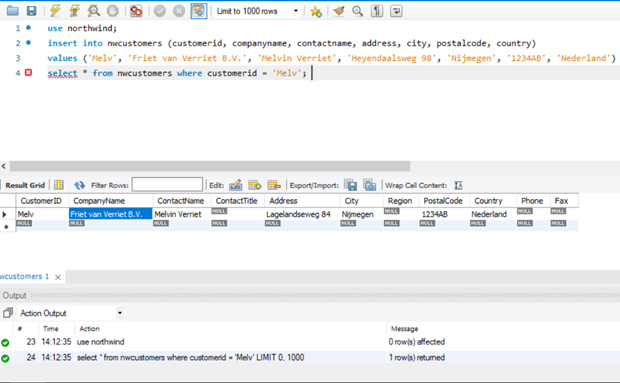 Limit to 1000 rows
1 use northwind;
2 insert into nwcustomers (customerid, companyname, contactname, address, city, postalcode, country)
3 values ('Melv', 'Friet van Verriet B.V.', 'Melvin Verriet', 'Heyendaalsweg 98', 'Nijmegen', '1234AB', 'Nederland')
4 select * from nwcustomers where customerid = 'Melv';
Result Grid Filter Rows: Edit: Export/Import: Wrap Cell Content:
CustomerID CompanyName ContactName ContactTitle Address City Region PostalCode Country Phone Fax
Melv Friet van Verriet B.V. Melvin Verriet NULL Lagelandseweg 84 Nijmegen NULL 1234AB Nederland NULL NULL
NULL NULL NULL NULL NULL NULL NULL NULL NULL NULL NULL
wcustomers 1
Output
Action Output
# Time Action Message
23 14:12:35 use northwind 0 row(s) affected
24 14:12:35 select * from nwcustomers where customerid = 'Melv' LIMIT 0, 1000 1 row(s) returned